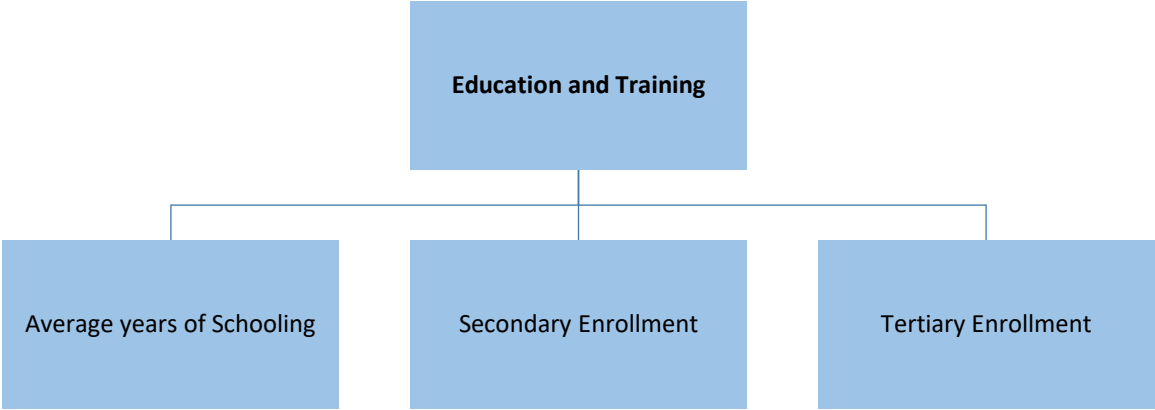 Education and Training
Average years of Schooling
Secondary Enrollment
Tertiary Enrollment